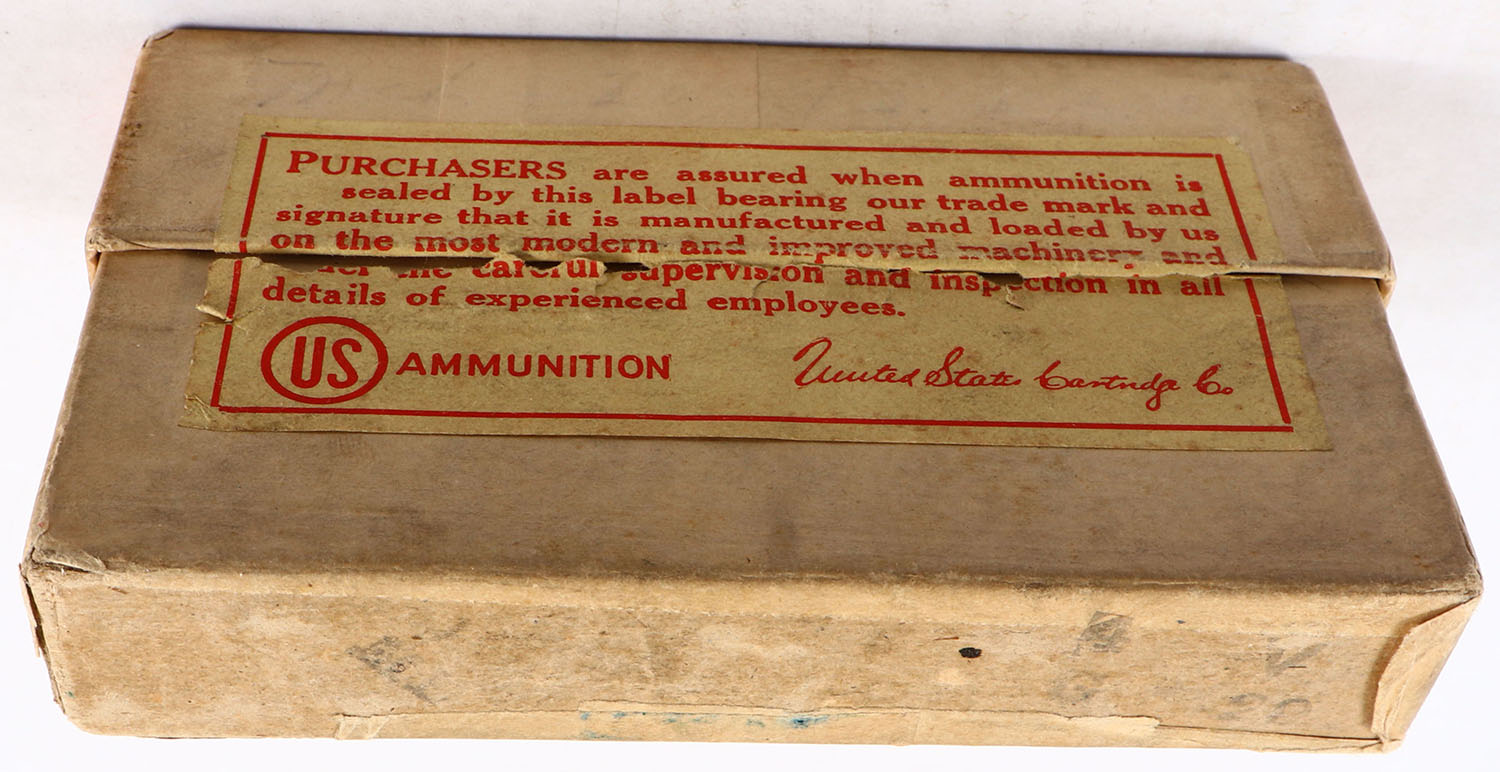 PURCHASERS are assured when ammunition is
sealed by this label bearing our trade mark and
signature that it is manufactured and loaded by us
on the most modern and improved machinery and
the careful supervision and inspection in all
details of experienced employees.
US AMMUNITION
United States Cartridge Co